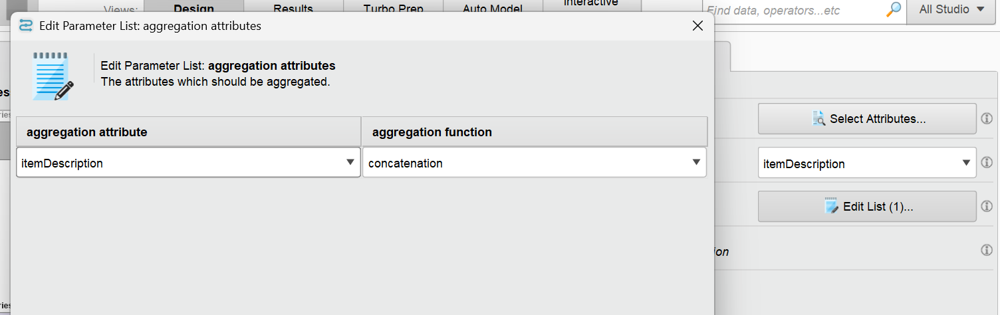 Views: Design Results Turbo Prep Auto Model Interactive
Find data, operators...etc
All Studio
Edit Parameter List: aggregation attributes
Edit Parameter List: aggregation attributes
The attributes which should be aggregated.
aggregation attribute aggregation function
itemDescription concatenation
Select Attributes...
itemDescription
Edit List (1)...